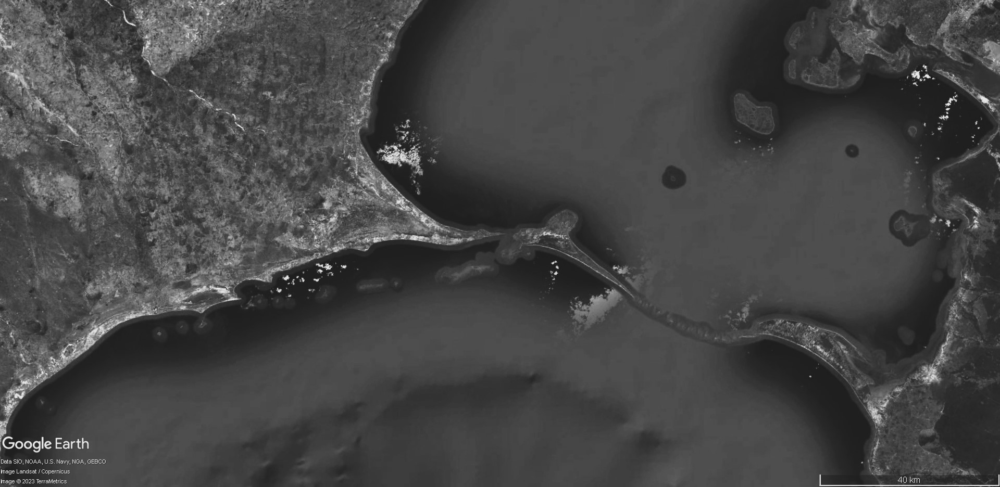 Google Earth
Data SIO, NOAA, U.S. Navy, NGA, GEBCO
Image Landsat / Copernicus
Image © 2023 TerraMetrics
40 km